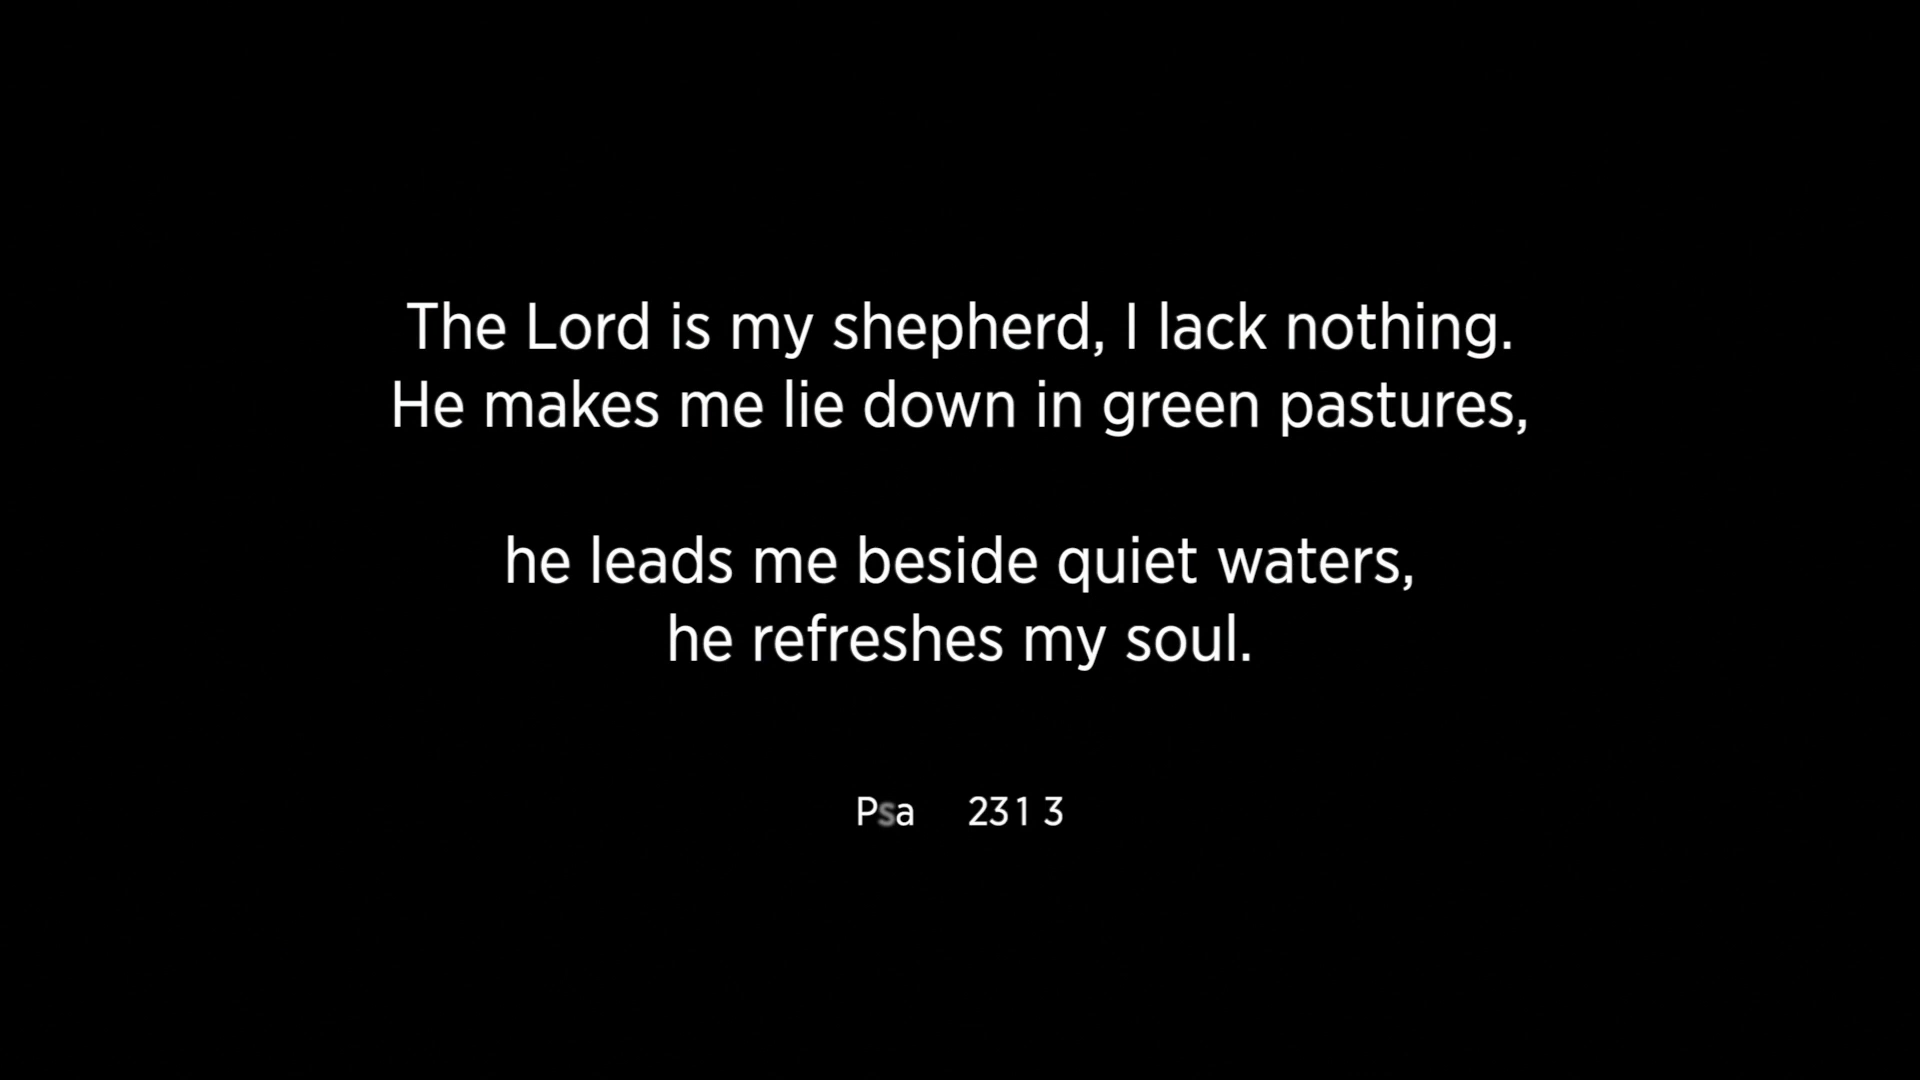 The Lord is my shepherd, I lack nothing.
He makes me lie down in green pastures,
he leads me beside quiet waters,
he refreshes my soul.
Psa 231 3